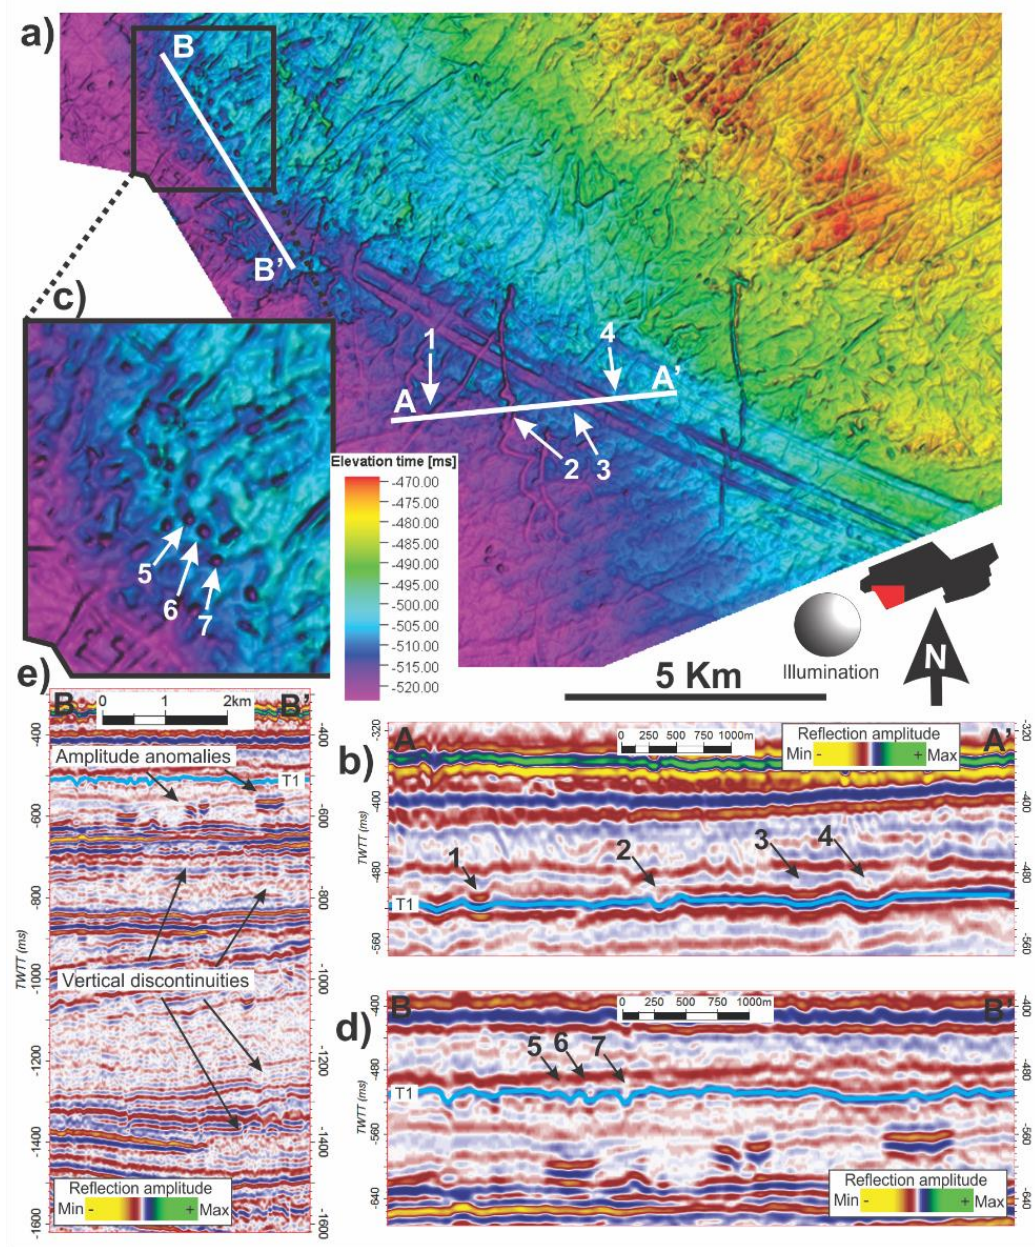 a)
B
B'
c)
1
4
A
A'
2
3
Elevation time [ms]
-470.00
-475.00
-480.00
-485.00
-490.00
-495.00
-500.00
-505.00
-510.00
-515.00
-520.00
5
6
7
Illumination
N
5 Km
e)
B
B'
0 1 2km
-400
-600
-800
-1000
-1200
-1400
-1600
TWTT (ms)
-400
-600
-800
-1000
-1200
-1400
-1600
Amplitude anomalies
T1
Vertical discontinuities
Reflection amplitude
Min - + Max
b)
A
A'
-320
-400
-480
-560
TWTT (ms)
-320
-400
-480
-560
0 250 500 750 1000m
Reflection amplitude
Min - + Max
1
2
3
4
T1
d)
B
B'
-400
-480
-560
-640
TWTT (ms)
-400
-480
-560
-640
0 250 500 750 1000m
5
6
7
T1
Reflection amplitude
Min - + Max